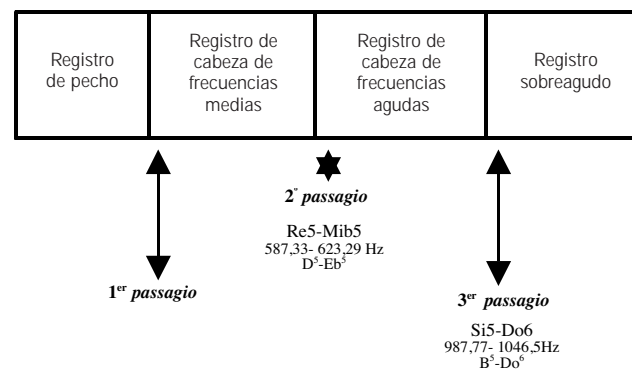 Registro
de pecho
Registro de
cabeza de
frecuencias
medias
Registro de
cabeza de
frecuencias
agudas
Registro
sobreagudo
2º passagio
Re5-Mib5
587,33- 623,29 Hz
D⁵-Eb⁵
1ᵉʳ passagio
3ᵉʳ passagio
Si5-Do6
987,77- 1046,5Hz
B⁵-Do⁶